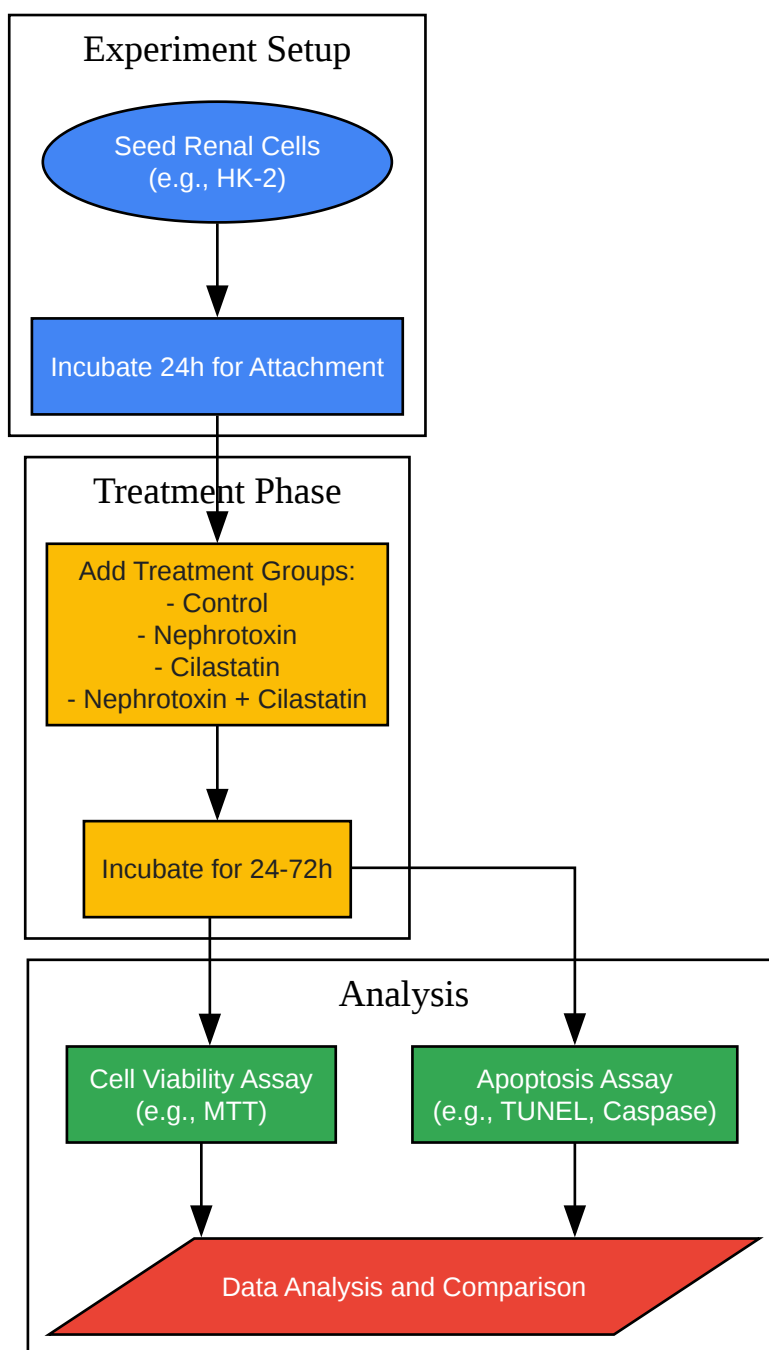 Experiment Setup
Seed Renal Cells
(e.g., HK-2)
Incubate 24h for Attachment
Treatment Phase
Add Treatment Groups:
- Control
- Nephrotoxin
- Cilastatin
- Nephrotoxin + Cilastatin
Incubate for 24-72h
Analysis
Cell Viability Assay
(e.g., MTT)
Apoptosis Assay
(e.g., TUNEL, Caspase)
Data Analysis and Comparison